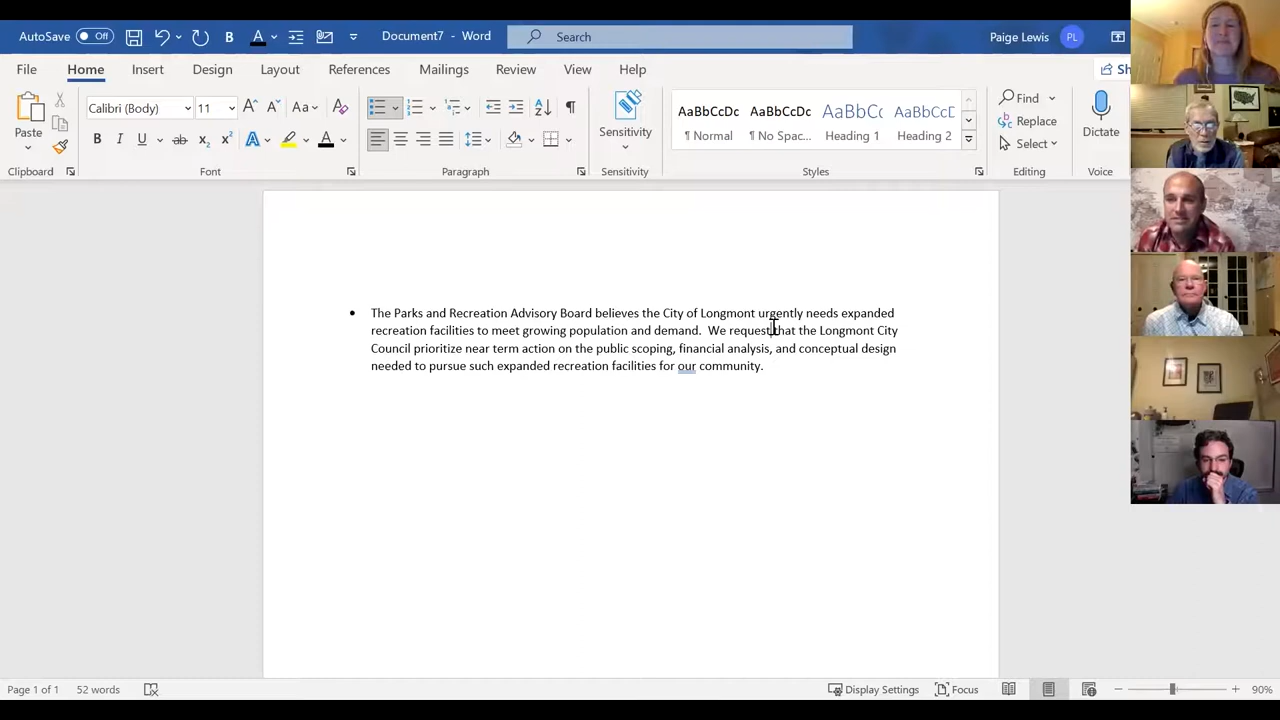 AutoSave Off Document7 - Word Search Paige Lewis PL
File Home Insert Design Layout References Mailings Review View Help Sh
Paste Calibri (Body) 11 Find Replace Select Dictate
Sensitivity
AaBbCcDc AaBbCcDc AaBbCc AaBbCcD
¶ Normal ¶ No Spac... Heading 1 Heading 2
Clipboard Font Paragraph Sensitivity Styles Editing Voice
• The Parks and Recreation Advisory Board believes the City of Longmont urgently needs expanded
recreation facilities to meet growing population and demand. We request that the Longmont City
Council prioritize near term action on the public scoping, financial analysis, and conceptual design
needed to pursue such expanded recreation facilities for our community.
Page 1 of 1 52 words Display Settings Focus 90%